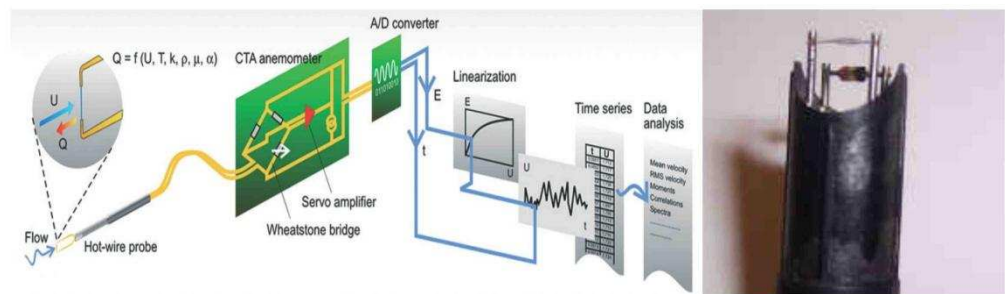 A/D converter
Q = f (U, T, k, ρ, μ, α)
CTA anemometer
U
Q
011010010
E
t
Linearization
E
U
Time series
Data
analysis
t U
U
t
Mean velocity
RMS velocity
Moments
Correlations
Spectra
Servo amplifier
Wheatstone bridge
Flow
Hot-wire probe